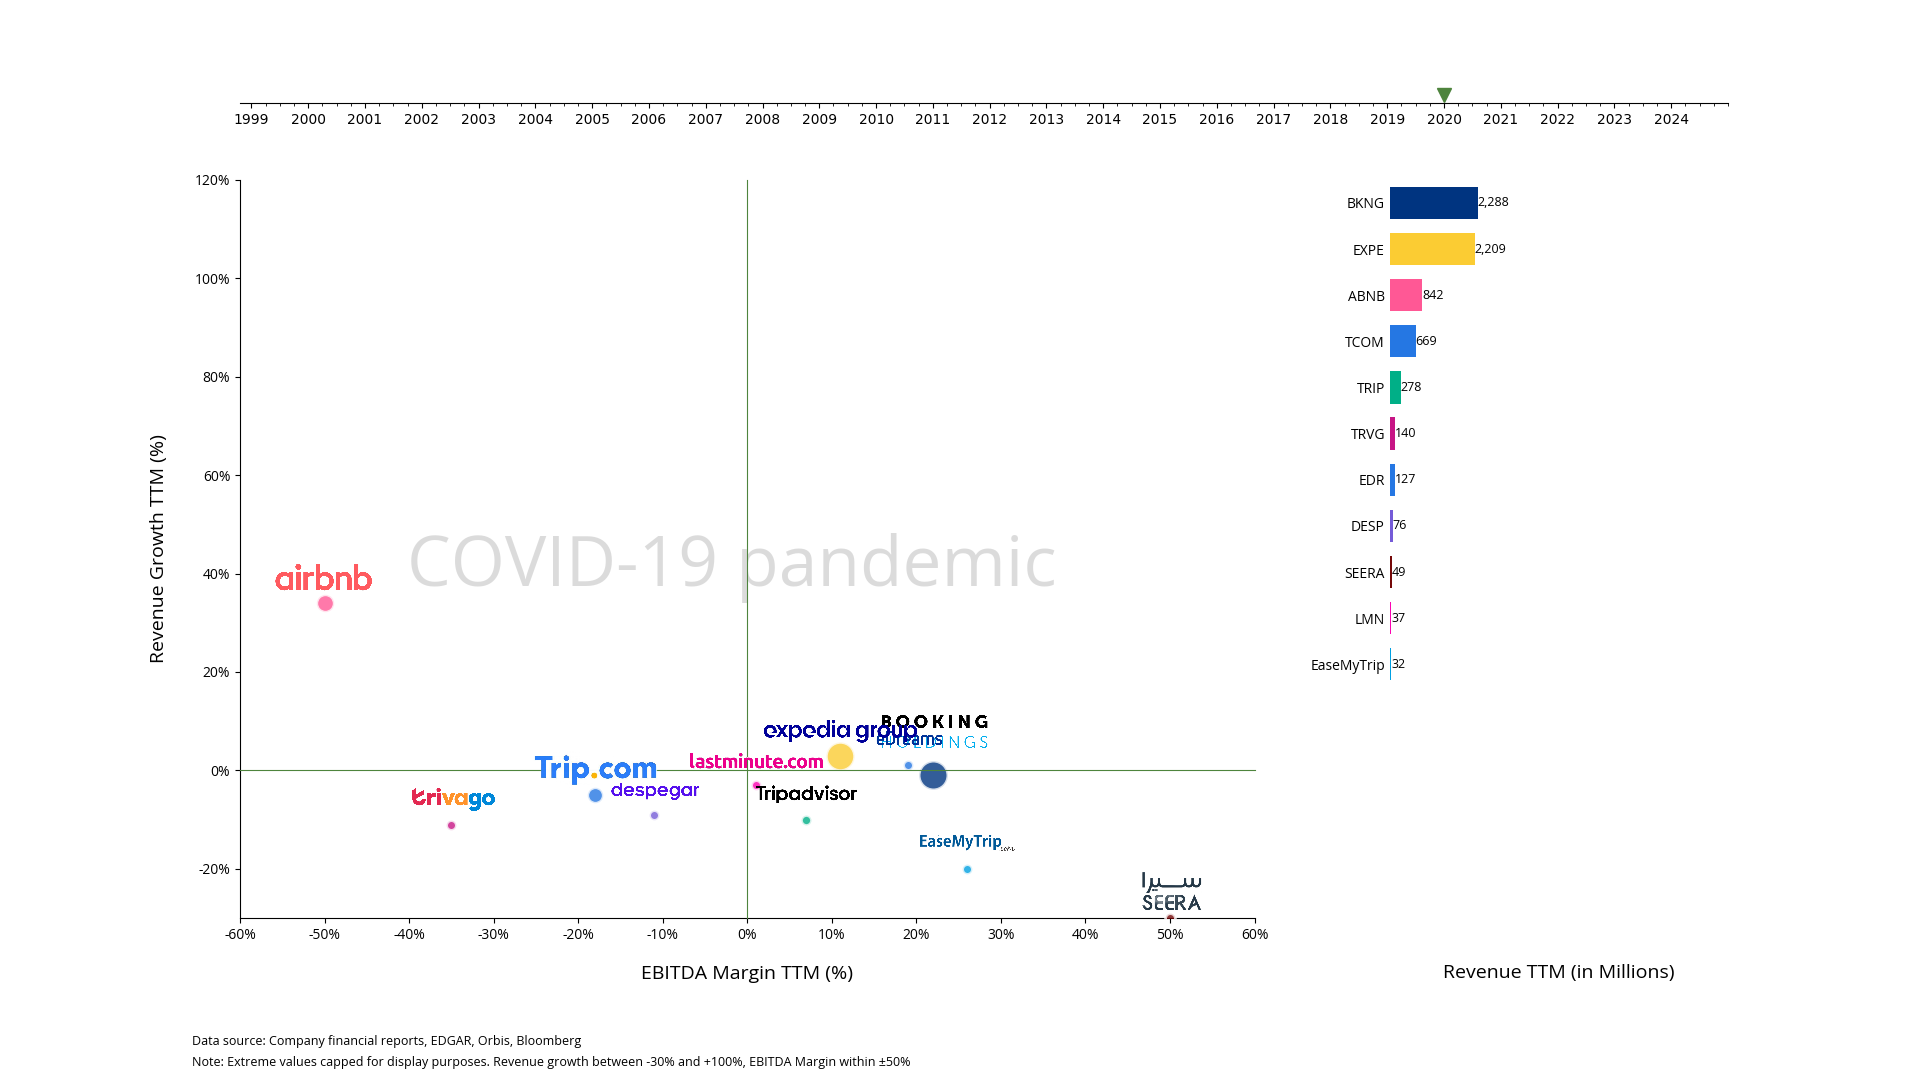 1999 2000 2001 2002 2003 2004 2005 2006 2007 2008 2009 2010 2011 2012 2013 2014 2015 2016 2017 2018 2019 2020 2021 2022 2023 2024
120%
100%
80%
60%
40%
20%
0%
-20%
Revenue Growth TTM (%)
COVID-19 pandemic
airbnb
BOOKING
HOLDINGS
expedia group
eDreams
lastminute.com
Trip.com
despegar
trivago
Tripadvisor
EaseMyTrip
سيرا
SEERA
-60% -50% -40% -30% -20% -10% 0% 10% 20% 30% 40% 50% 60%
EBITDA Margin TTM (%)
BKNG 2,288
EXPE 2,209
ABNB 842
TCOM 669
TRIP 278
TRVG 140
EDR 127
DESP 76
SEERA 49
LMN 37
EaseMyTrip 32
Revenue TTM (in Millions)
Data source: Company financial reports, EDGAR, Orbis, Bloomberg
Note: Extreme values capped for display purposes. Revenue growth between -30% and +100%, EBITDA Margin within ±50%